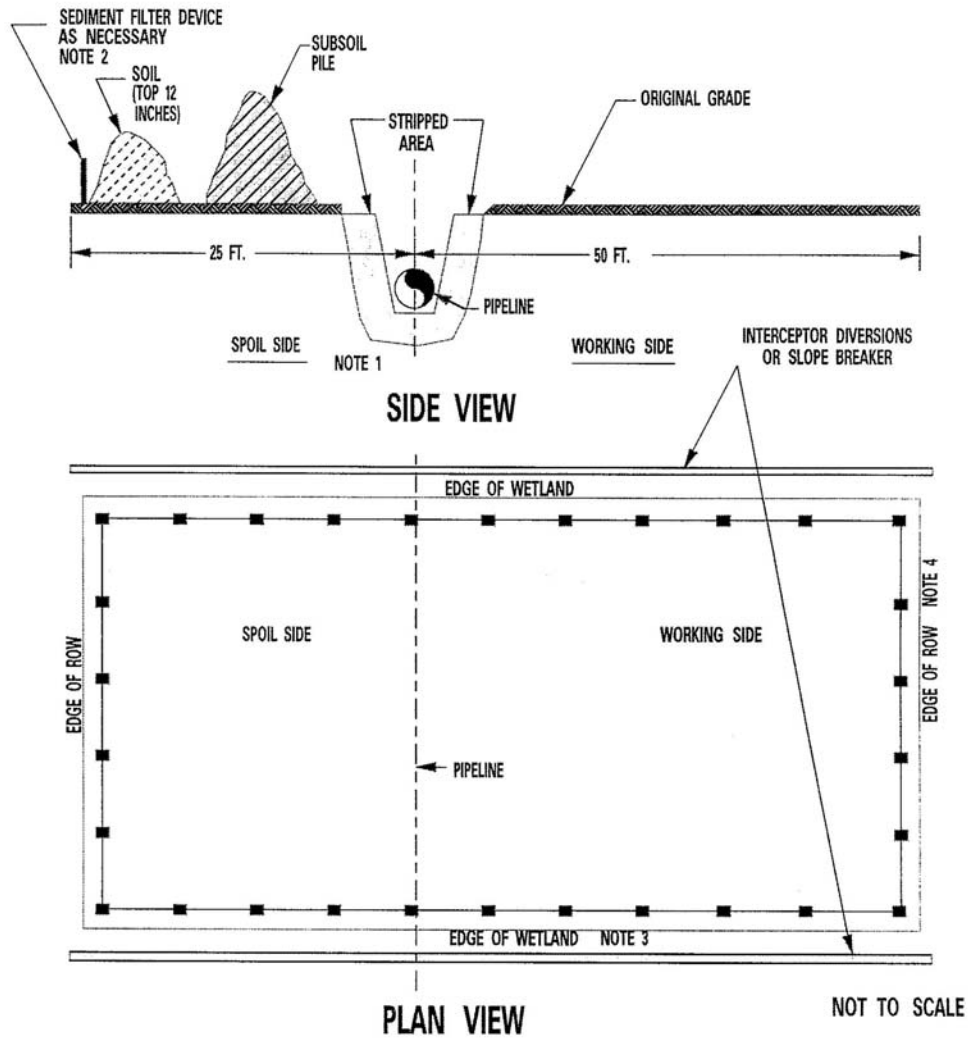 SEDIMENT FILTER DEVICE
AS NECESSARY
NOTE 2
SOIL
(TOP 12
INCHES)
SUBSOIL
PILE
STRIPPED
AREA
ORIGINAL GRADE
25 FT.
50 FT.
PIPELINE
SPOIL SIDE
NOTE 1
WORKING SIDE
INTERCEPTOR DIVERSIONS
OR SLOPE BREAKER
SIDE VIEW
EDGE OF WETLAND
EDGE OF ROW
SPOIL SIDE
WORKING SIDE
EDGE OF ROW NOTE 4
PIPELINE
EDGE OF WETLAND NOTE 3
PLAN VIEW
NOT TO SCALE